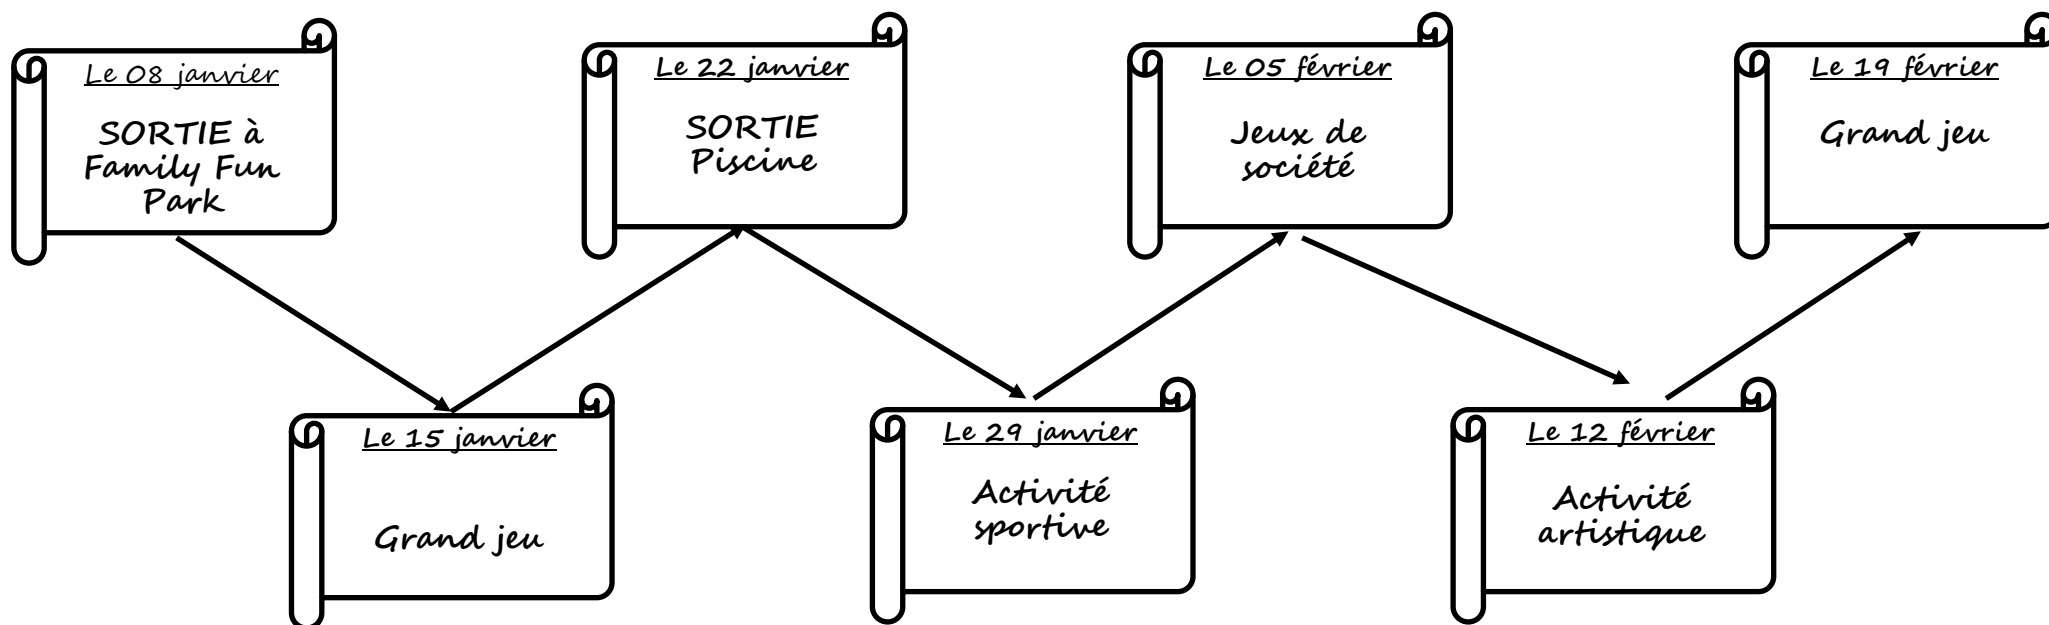 Le 08 janvier
SORTIE à
Family Fun
Park
Le 15 janvier
Grand jeu
Le 22 janvier
SORTIE
Piscine
Le 29 janvier
Activité
sportive
Le 05 février
Jeux de
société
Le 12 février
Activité
artistique
Le 19 février
Grand jeu